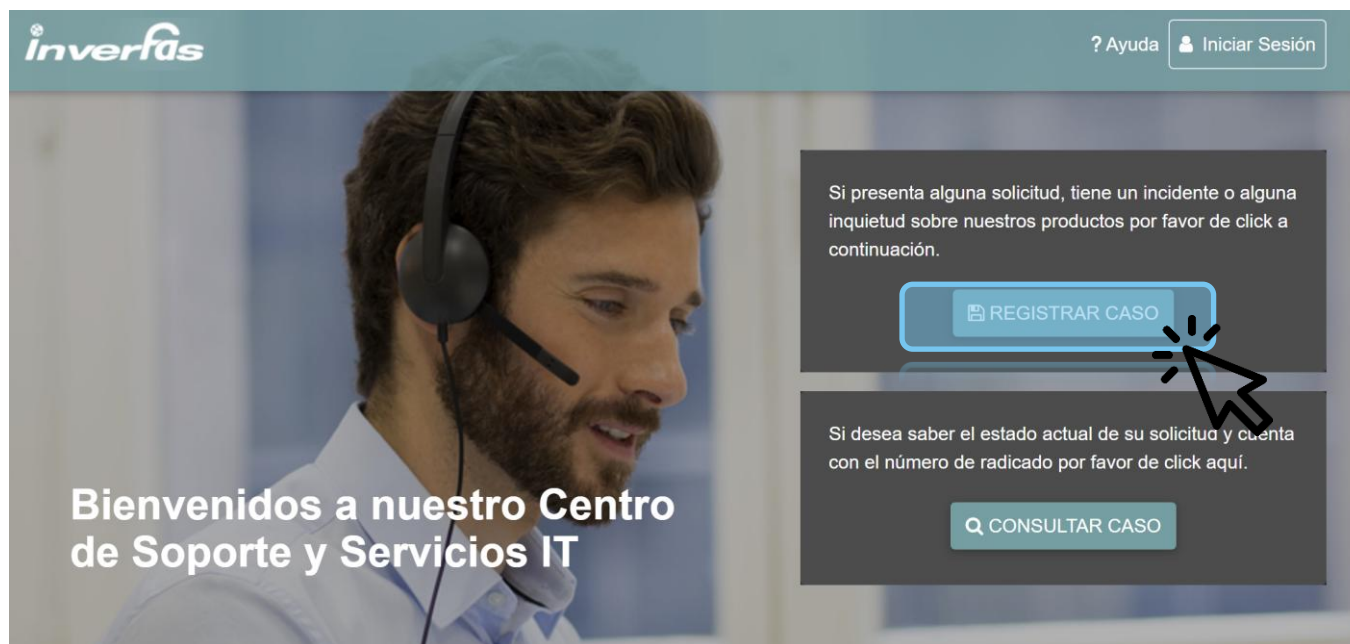 inverfas
? Ayuda
Iniciar Sesión
Si presenta alguna solicitud, tiene un incidente o alguna
inquietud sobre nuestros productos por favor de click a
continuación.
REGISTRAR CASO
Si desea saber el estado actual de su solicitud y cuenta
con el número de radicado por favor de click aquí.
CONSULTAR CASO
Bienvenidos a nuestro Centro
de Soporte y Servicios IT